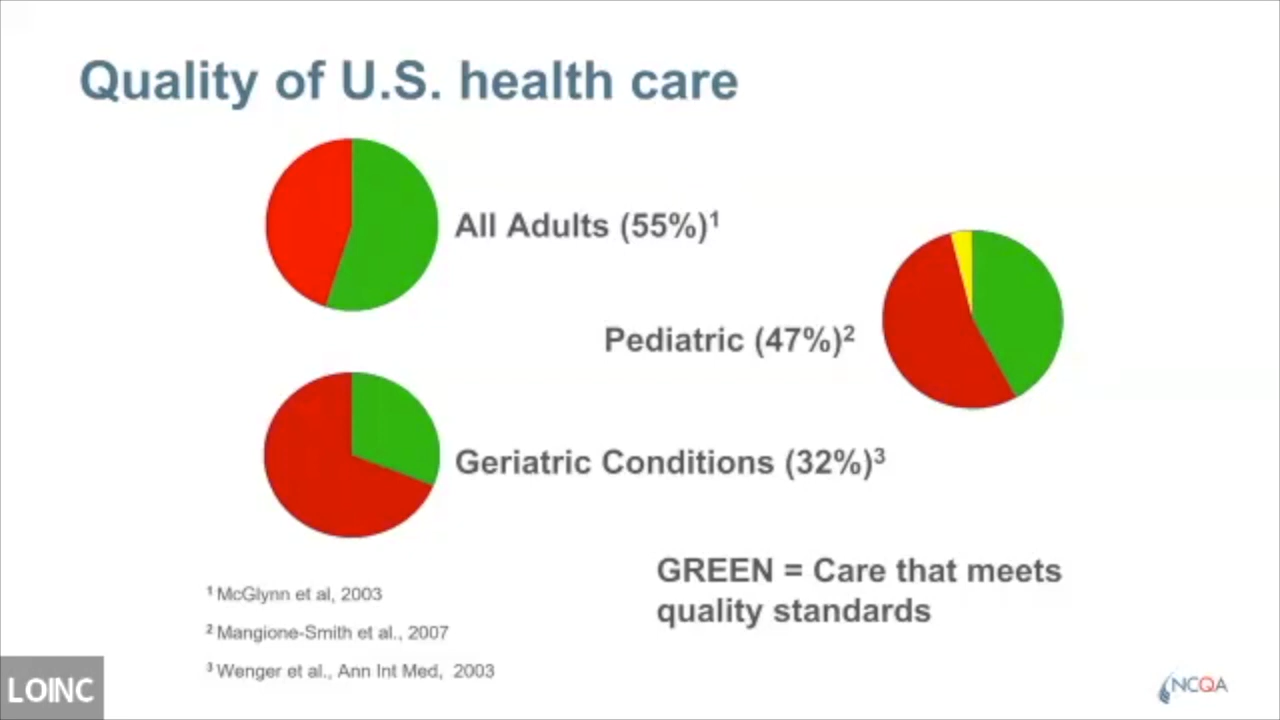 Quality of U.S. health care
All Adults (55%)¹
Pediatric (47%)²
Geriatric Conditions (32%)³
GREEN = Care that meets
quality standards
¹ McGlynn et al, 2003
² Mangione-Smith et al., 2007
³ Wenger et al., Ann Int Med, 2003
LOINC
NCQA